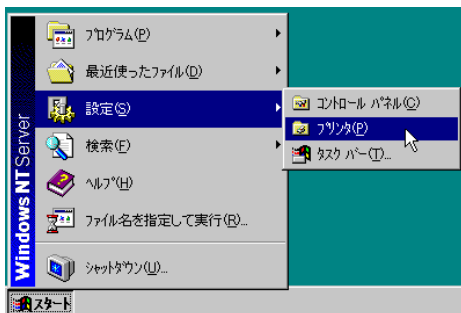 ﾌﾟﾛｸﾞﾗﾑ(P)
最近使ったﾌｧｲﾙ(D)
設定(S)
検索(F)
ﾍﾙﾌﾟ(H)
ﾌｧｲﾙ名を指定して実行(R)...
ｼｬｯﾄﾀﾞｳﾝ(U)...
ｺﾝﾄﾛｰﾙ ﾊﾟﾈﾙ(C)
ﾌﾟﾘﾝﾀ(P)
ﾀｽｸ ﾊﾞｰ(T)...
Windows NT Server
スタート